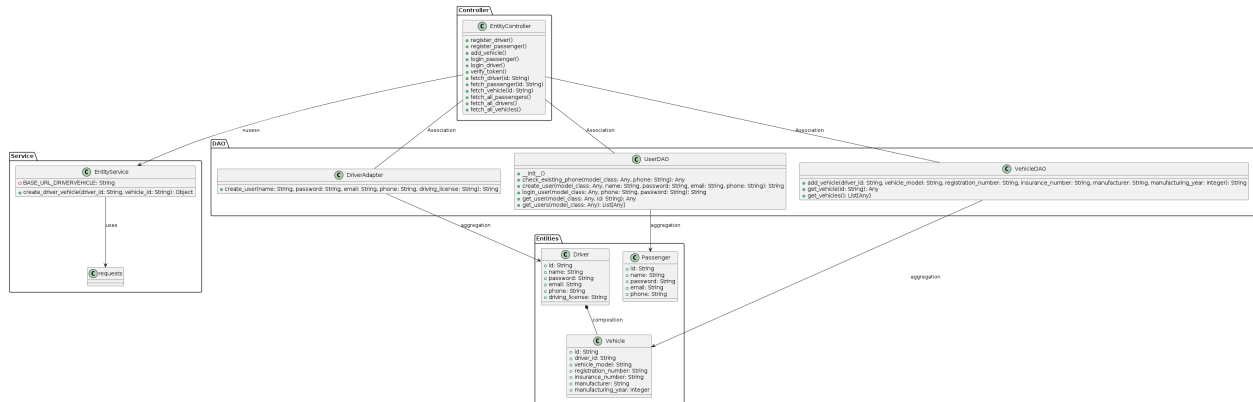 Controller
C EntityController
register_driver()
register_passenger()
add_vehicle()
login_passenger()
login_driver()
verify_token()
fetch_driver(id: String)
fetch_passenger(id: String)
fetch_vehicle(id: String)
fetch_all_passengers()
fetch_all_drivers()
fetch_all_vehicles()
«uses»
Association
Association
Association
Service
C EntityService
BASE_URL_DRIVERVEHICLE: String
create_driver_vehicle(driver_id: String, vehicle_id: String): Object
uses
C requests
DAO
C DriverAdapter
create_user(name: String, password: String, email: String, phone: String, driving_license: String): String
C UserDAO
__init__()
check_existing_phone(model_class: Any, phone: String): Any
create_user(model_class: Any, name: String, password: String, email: String, phone: String): String
login_user(model_class: String, phone: String, password: String): String
get_user(model_class: Any, id: String): Any
get_users(model_class: Any): List[Any]
C VehicleDAO
add_vehicle(driver_id: String, vehicle_model: String, registration_number: String, insurance_number: String, manufacturer: String, manufacturing_year: Integer): String
get_vehicle(id: String): Any
get_vehicles(): List[Any]
aggregation
aggregation
aggregation
Entities
C Driver
id: String
name: String
password: String
email: String
phone: String
driving_license: String
C Passenger
id: String
name: String
password: String
email: String
phone: String
composition
C Vehicle
id: String
driver_id: String
vehicle_model: String
registration_number: String
insurance_number: String
manufacturer: String
manufacturing_year: Integer